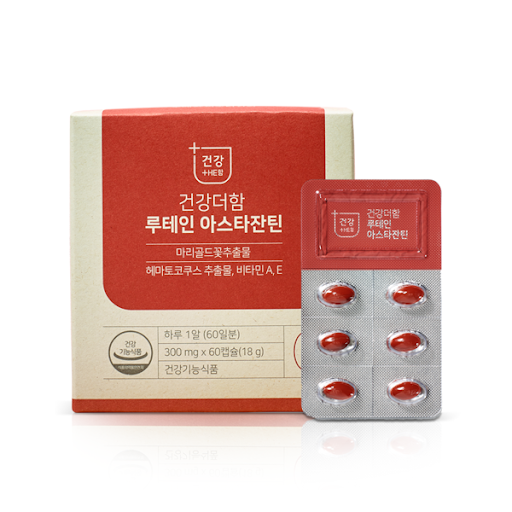 건강
+HE함
건강더함
루테인 아스타잔틴
마리골드꽃추출물
헤마토코쿠스 추출물, 비타민 A, E
건강
기능식품
하루 1알 (60일분)
300 mg x 60캡슐(18 g)
건강기능식품
건강
+HE함
건강더함
루테인
아스타잔틴